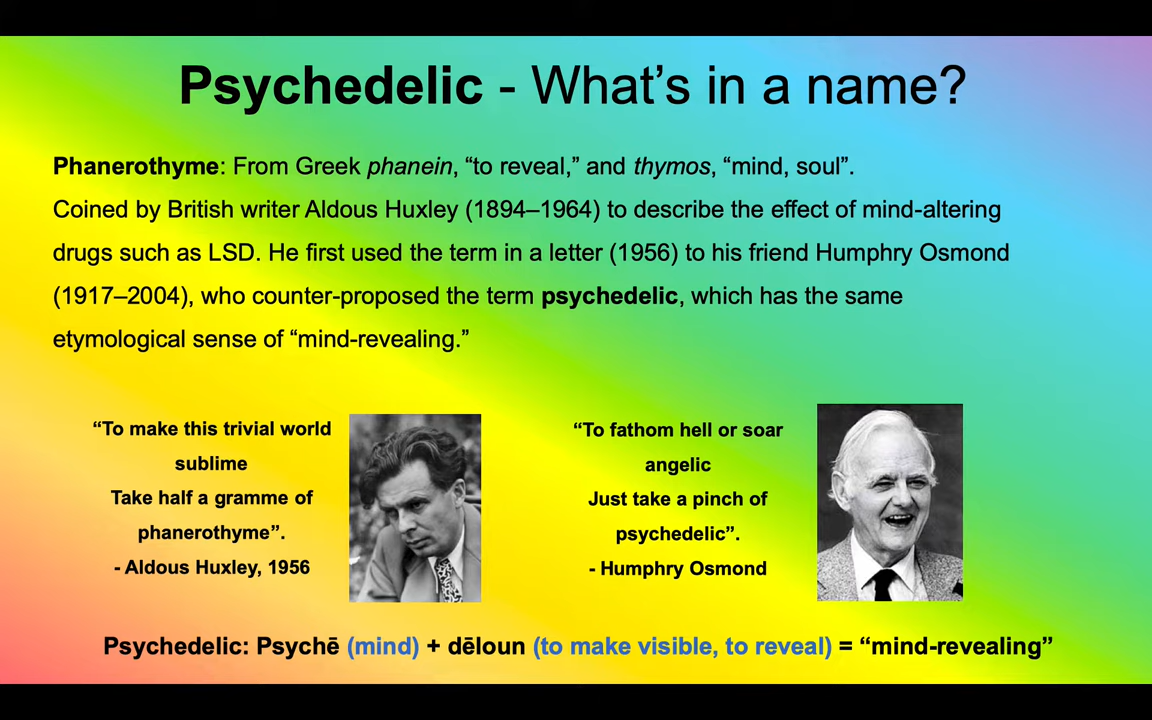 Psychedelic - What’s in a name?
Phanerothyme: From Greek phanein, “to reveal,” and thymos, “mind, soul”.
Coined by British writer Aldous Huxley (1894–1964) to describe the effect of mind-altering
drugs such as LSD. He first used the term in a letter (1956) to his friend Humphry Osmond
(1917–2004), who counter-proposed the term psychedelic, which has the same
etymological sense of “mind-revealing.”
“To make this trivial world
sublime
Take half a gramme of
phanerothyme”.
- Aldous Huxley, 1956
“To fathom hell or soar
angelic
Just take a pinch of
psychedelic”.
- Humphry Osmond
Psychedelic: Psychē (mind) + dēloun (to make visible, to reveal) = “mind-revealing”